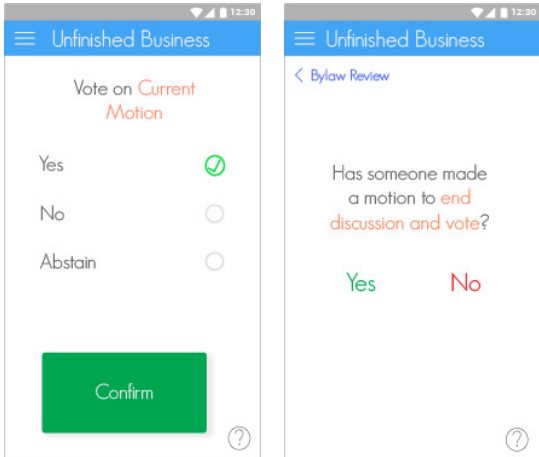 12:30
Unfinished Business
Vote on Current
Motion
Yes
No
Abstain
Confirm
?
12:30
Unfinished Business
< Bylaw Review
Has someone made
a motion to end
discussion and vote?
Yes No
?